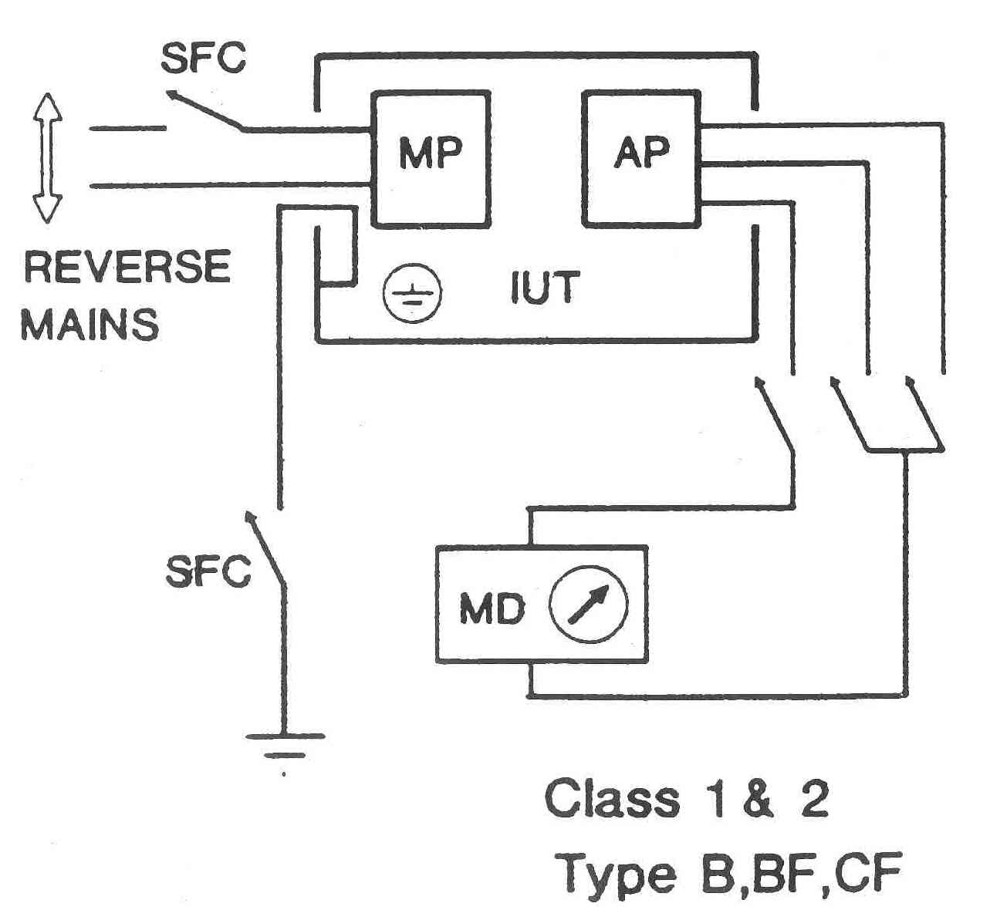 SFC
MP
AP
REVERSE
MAINS
IUT
SFC
MD
Class 1 & 2
Type B,BF,CF